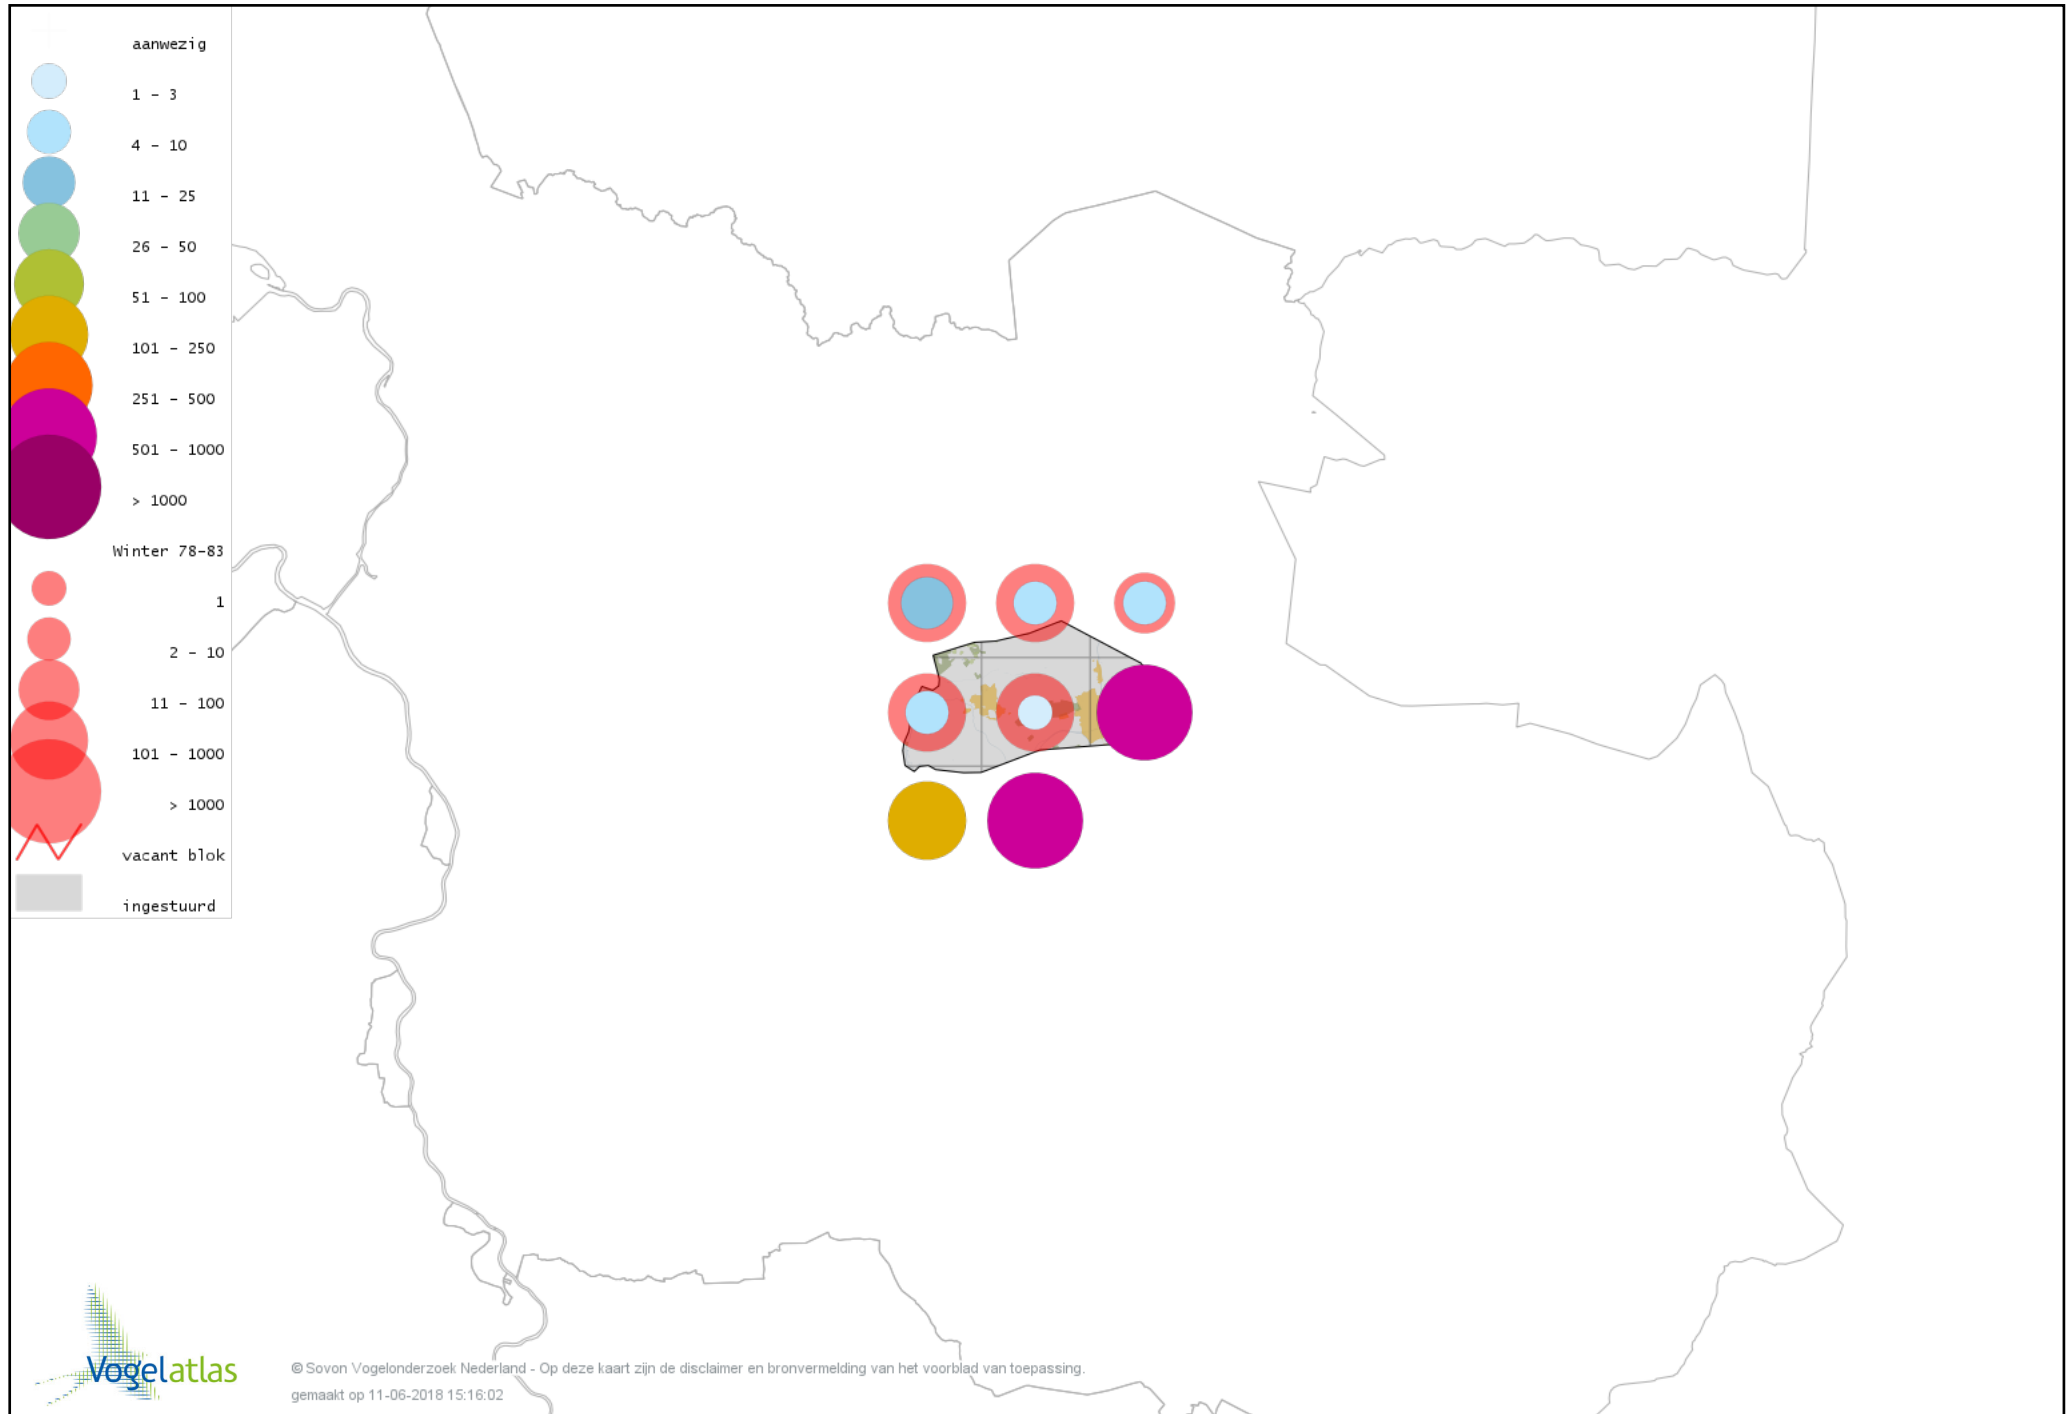 aanwezig
1 - 3
4 - 10
11 - 25
26 - 50
51 - 100
101 - 250
251 - 500
501 - 1000
> 1000
Winter 78-83
1
2 - 10
11 - 100
101 - 1000
> 1000
vacant blok
ingestuurd
Vogelatlas
© Sovon Vogelonderzoek Nederland - Op deze kaart zijn de disclaimer en bronvermelding van het voorblad van toepassing.
gemaakt op 11-06-2018 15:16:02